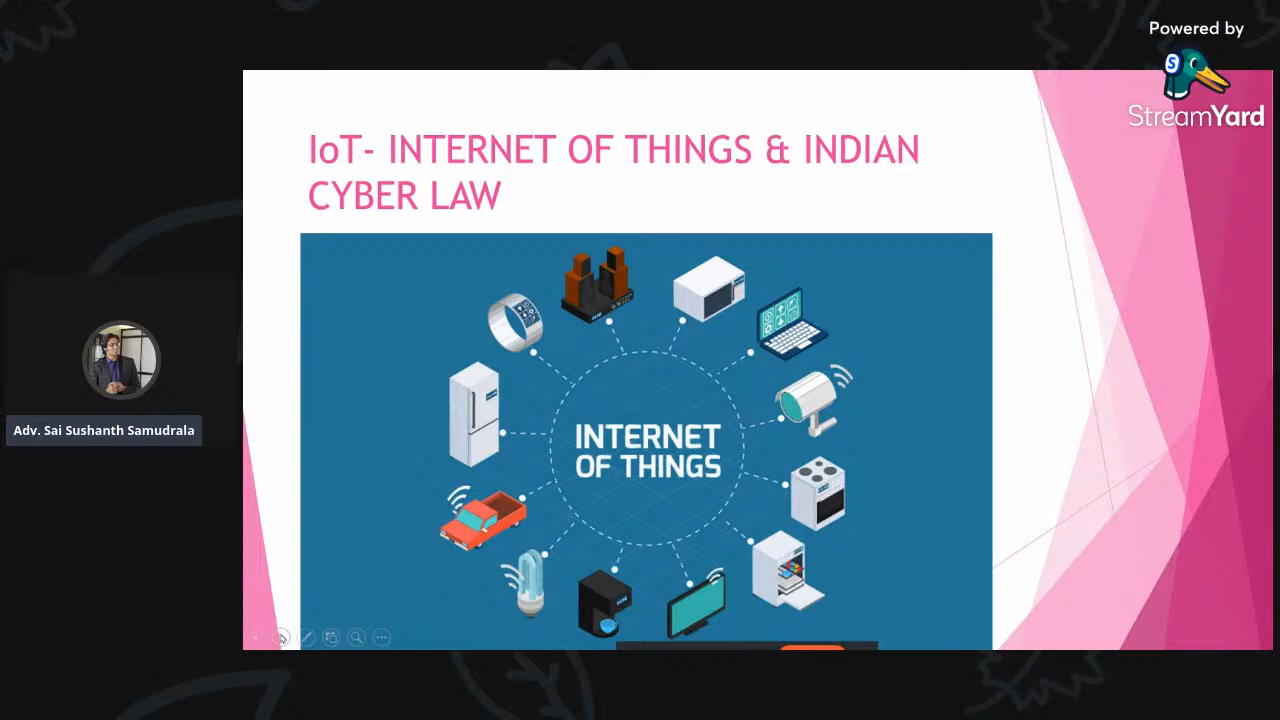 Powered by
StreamYard
IoT- INTERNET OF THINGS & INDIAN
CYBER LAW
INTERNET
OF THINGS
Adv. Sai Sushanth Samudrala